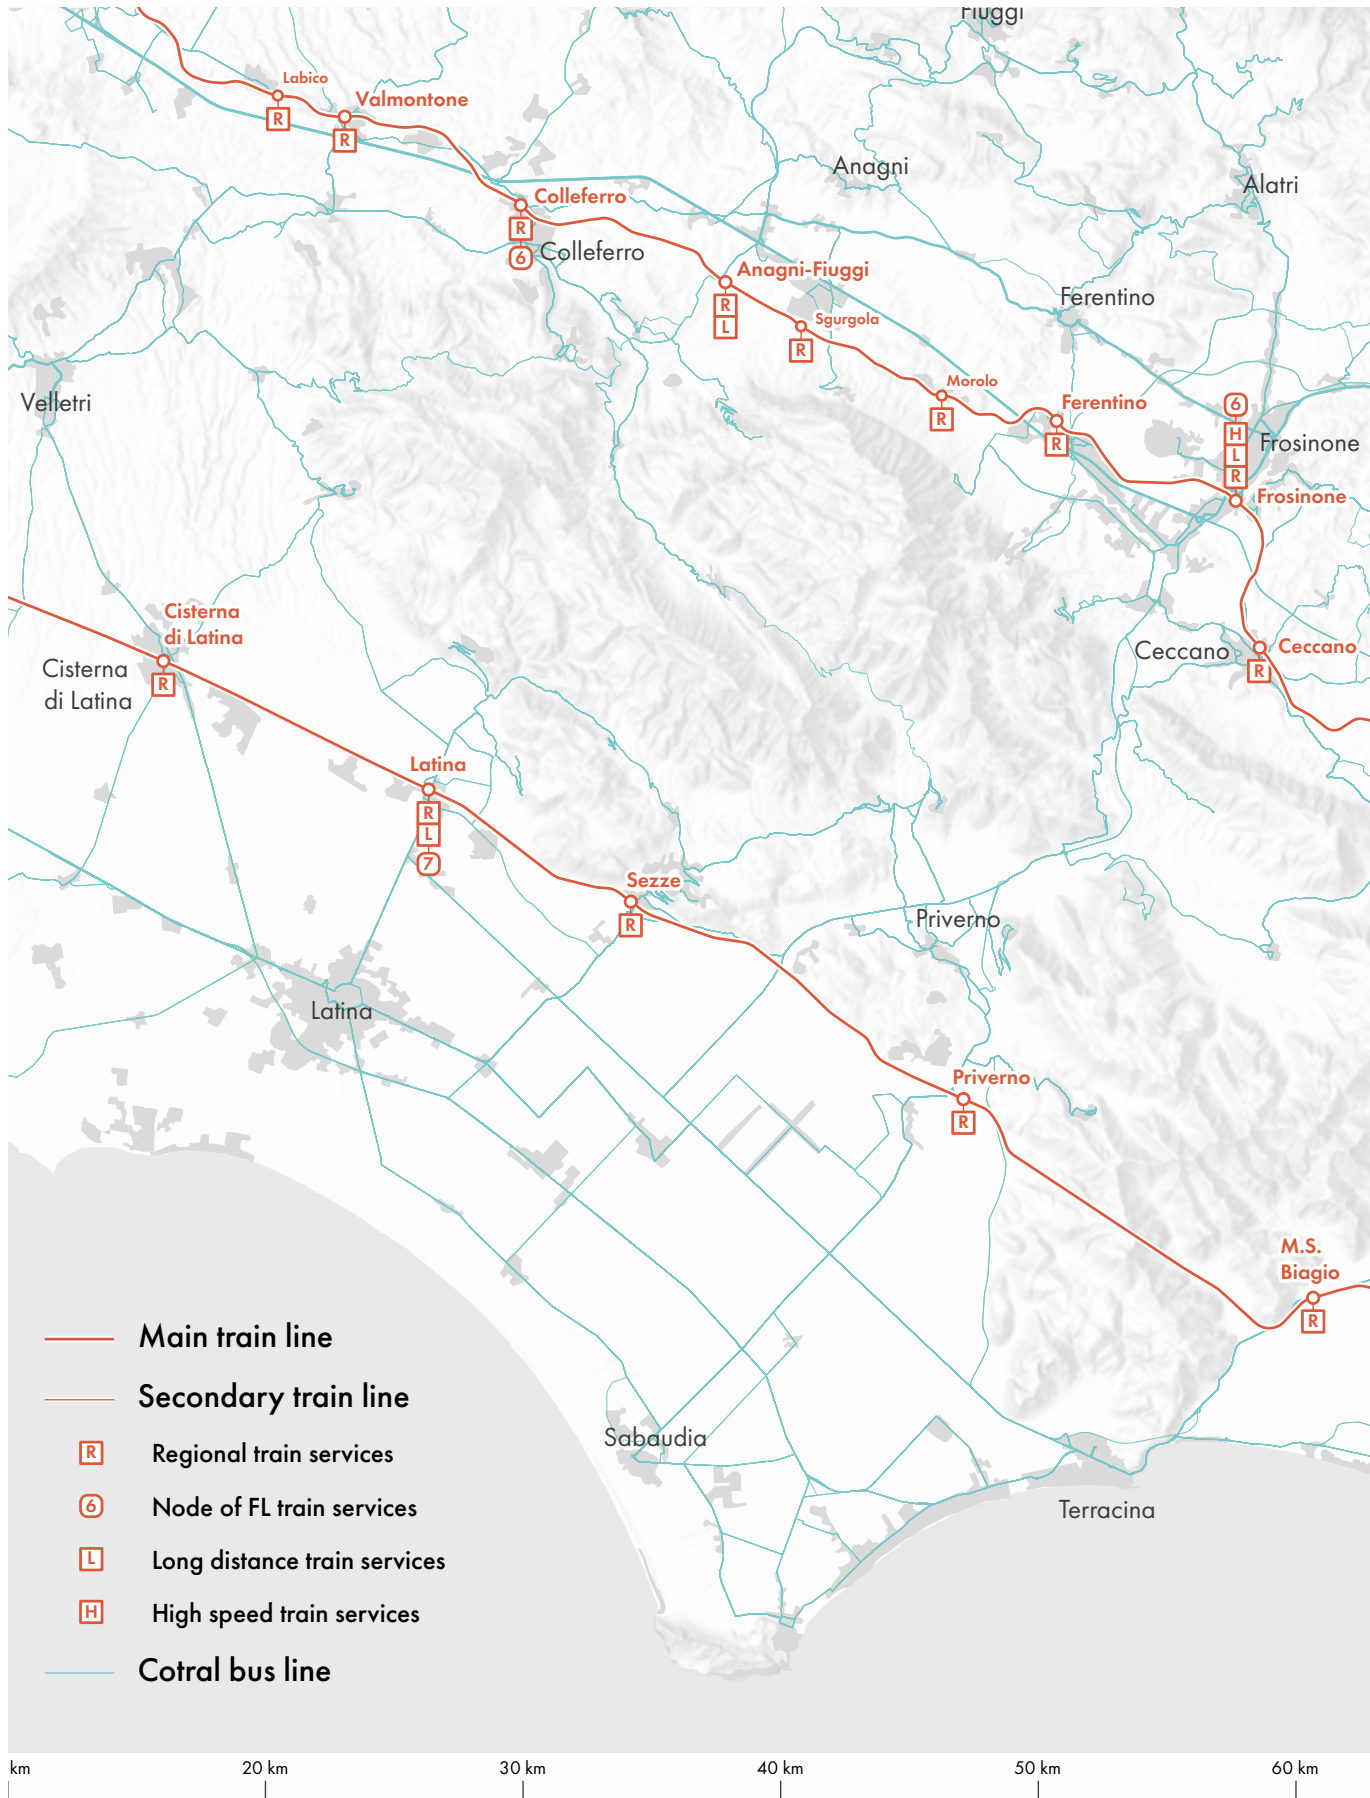 Fiuggi
Labico
R
Valmontone
R
Anagni
Alatri
Colleferro
R
6
Colleferro
Anagni-Fiuggi
R
L
Sgurgola
R
Ferentino
Morolo
R
Ferentino
R
6
H
L
R
Frosinone
Frosinone
Velletri
Cisterna
di Latina
R
Cisterna
di Latina
Ceccano
Ceccano
R
Latina
R
L
7
Sezze
R
Priverno
Latina
Priverno
R
M.S.
Biagio
R
Sabaudia
Terracina
Main train line
Secondary train line
R Regional train services
6 Node of FL train services
L Long distance train services
H High speed train services
Cotral bus line
km 20 km 30 km 40 km 50 km 60 km